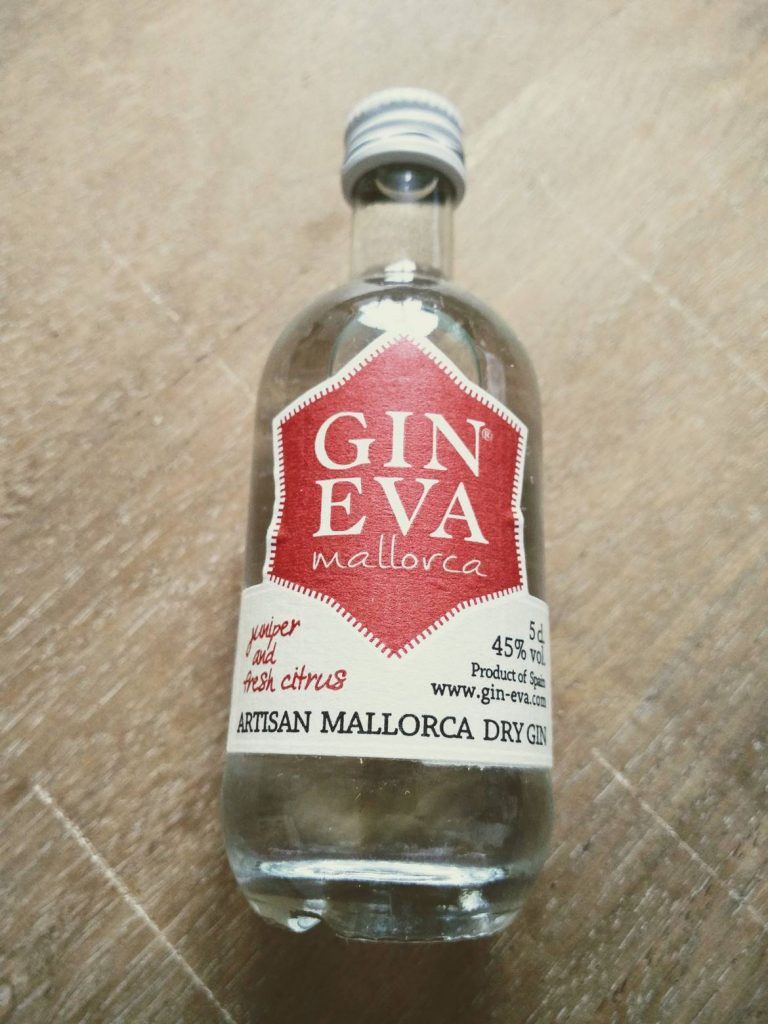 GIN®
EVA
mallorca
juniper
and
fresh citrus
5 cl.
45% vol.
Product of Spain
www.gin-eva.com
ARTISAN MALLORCA DRY GIN